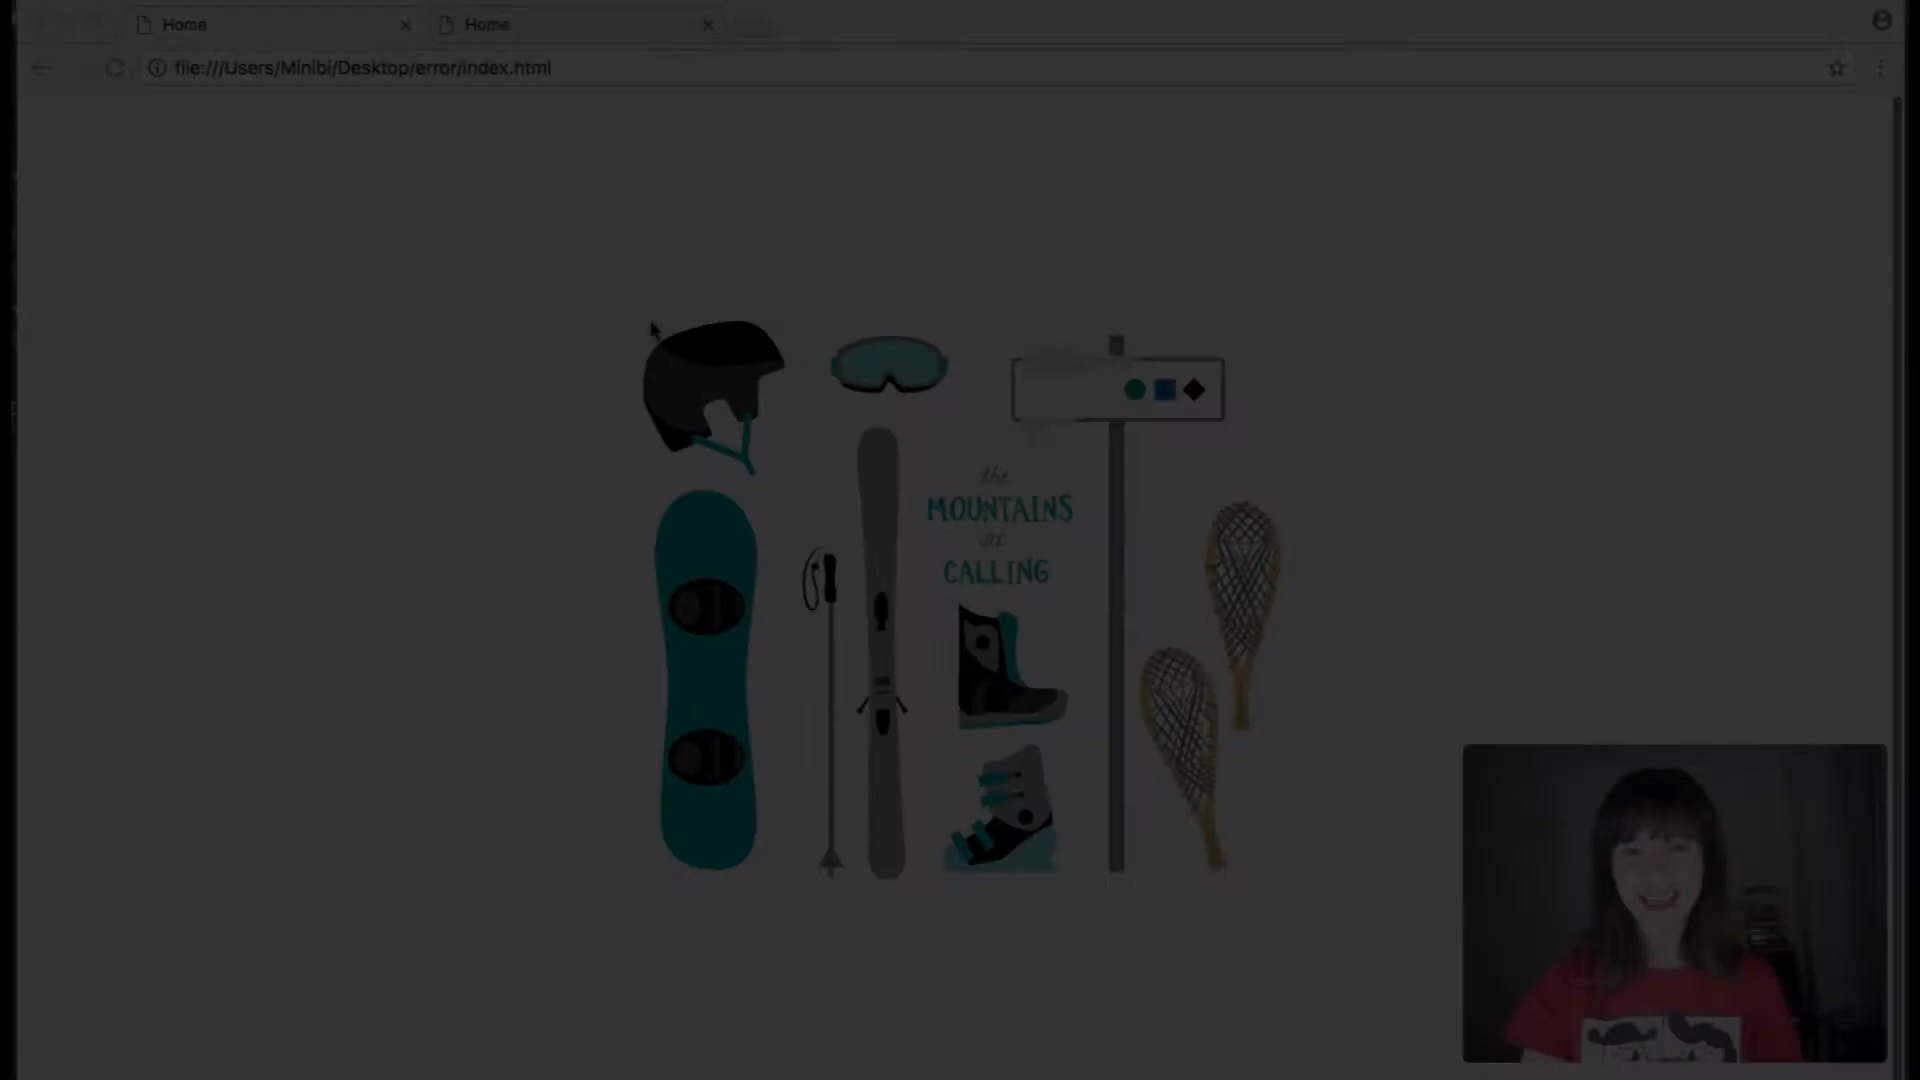 Home
Home
file:///Users/Minibi/Desktop/error/index.html
the
MOUNTAINS
are
CALLING